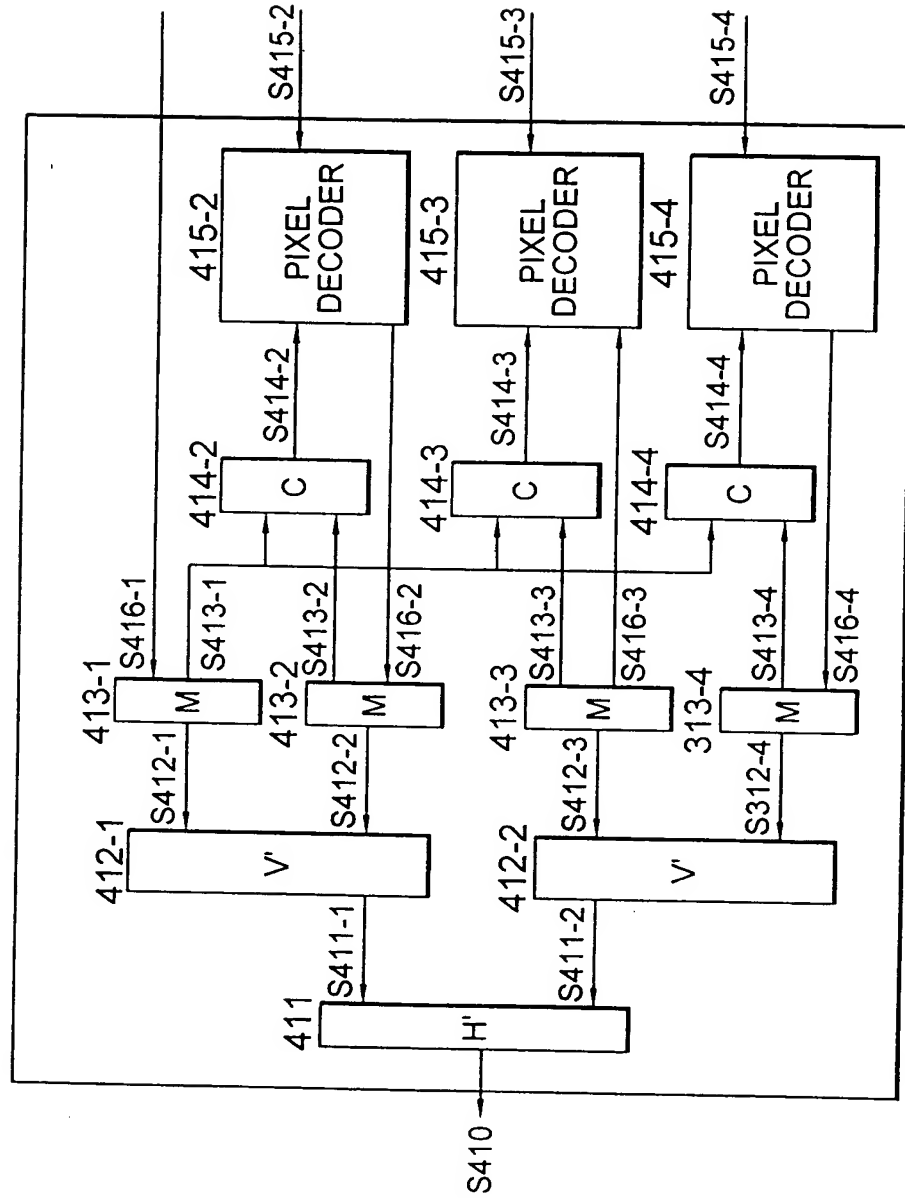 S415-2
S415-3
S415-4
415-2
PIXEL
DECODER
415-3
PIXEL
DECODER
415-4
PIXEL
DECODER
S414-2
S414-3
S414-4
414-2
C
414-3
C
414-4
C
S416-1
S413-1
S413-2
S416-2
S413-3
S416-3
S413-4
S416-4
413-1
M
413-2
M
413-3
M
313-4
M
S412-1
S412-2
S412-3
S312-4
412-1
V'
412-2
V'
S411-1
S411-2
411
H'
S410